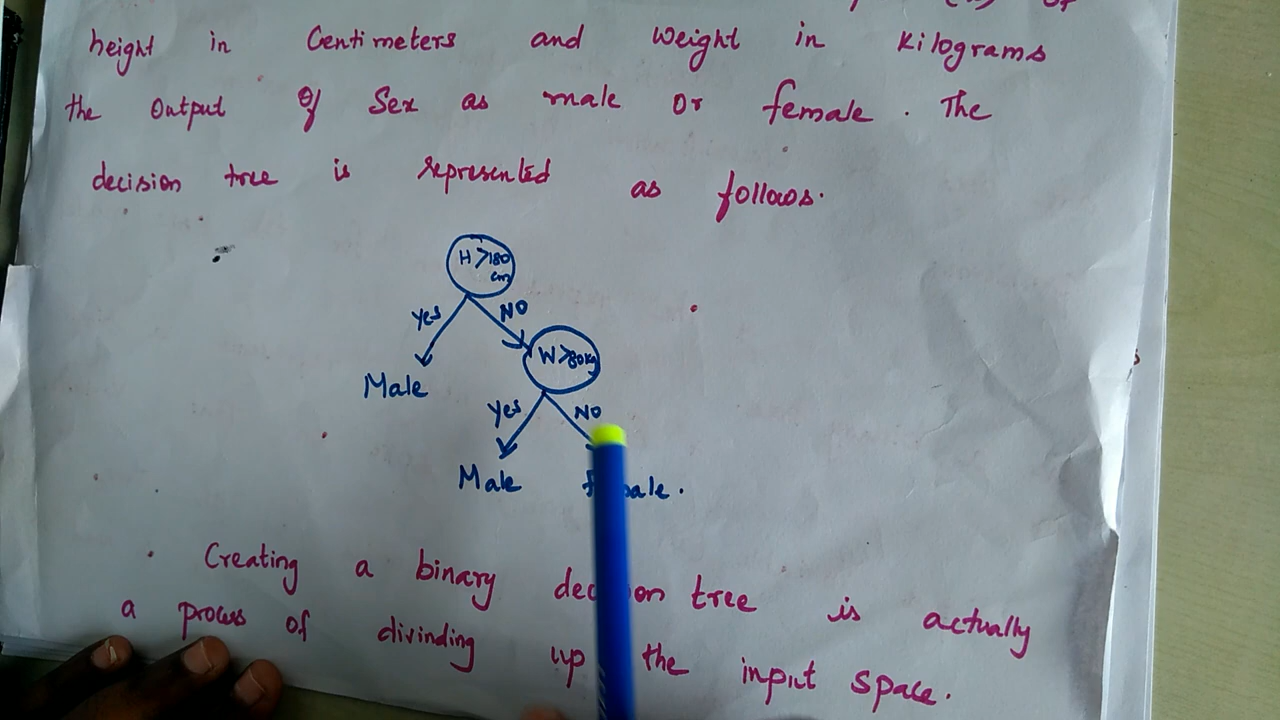 height in Centimeters and Weight in Kilograms
the output of Sex as male or female. The
decision tree is represented as follows.
H>180 cm
Yes NO
Male
W>80kg
Yes NO
Male
Creating a binary tree is actually
a process of divinding up the input space.